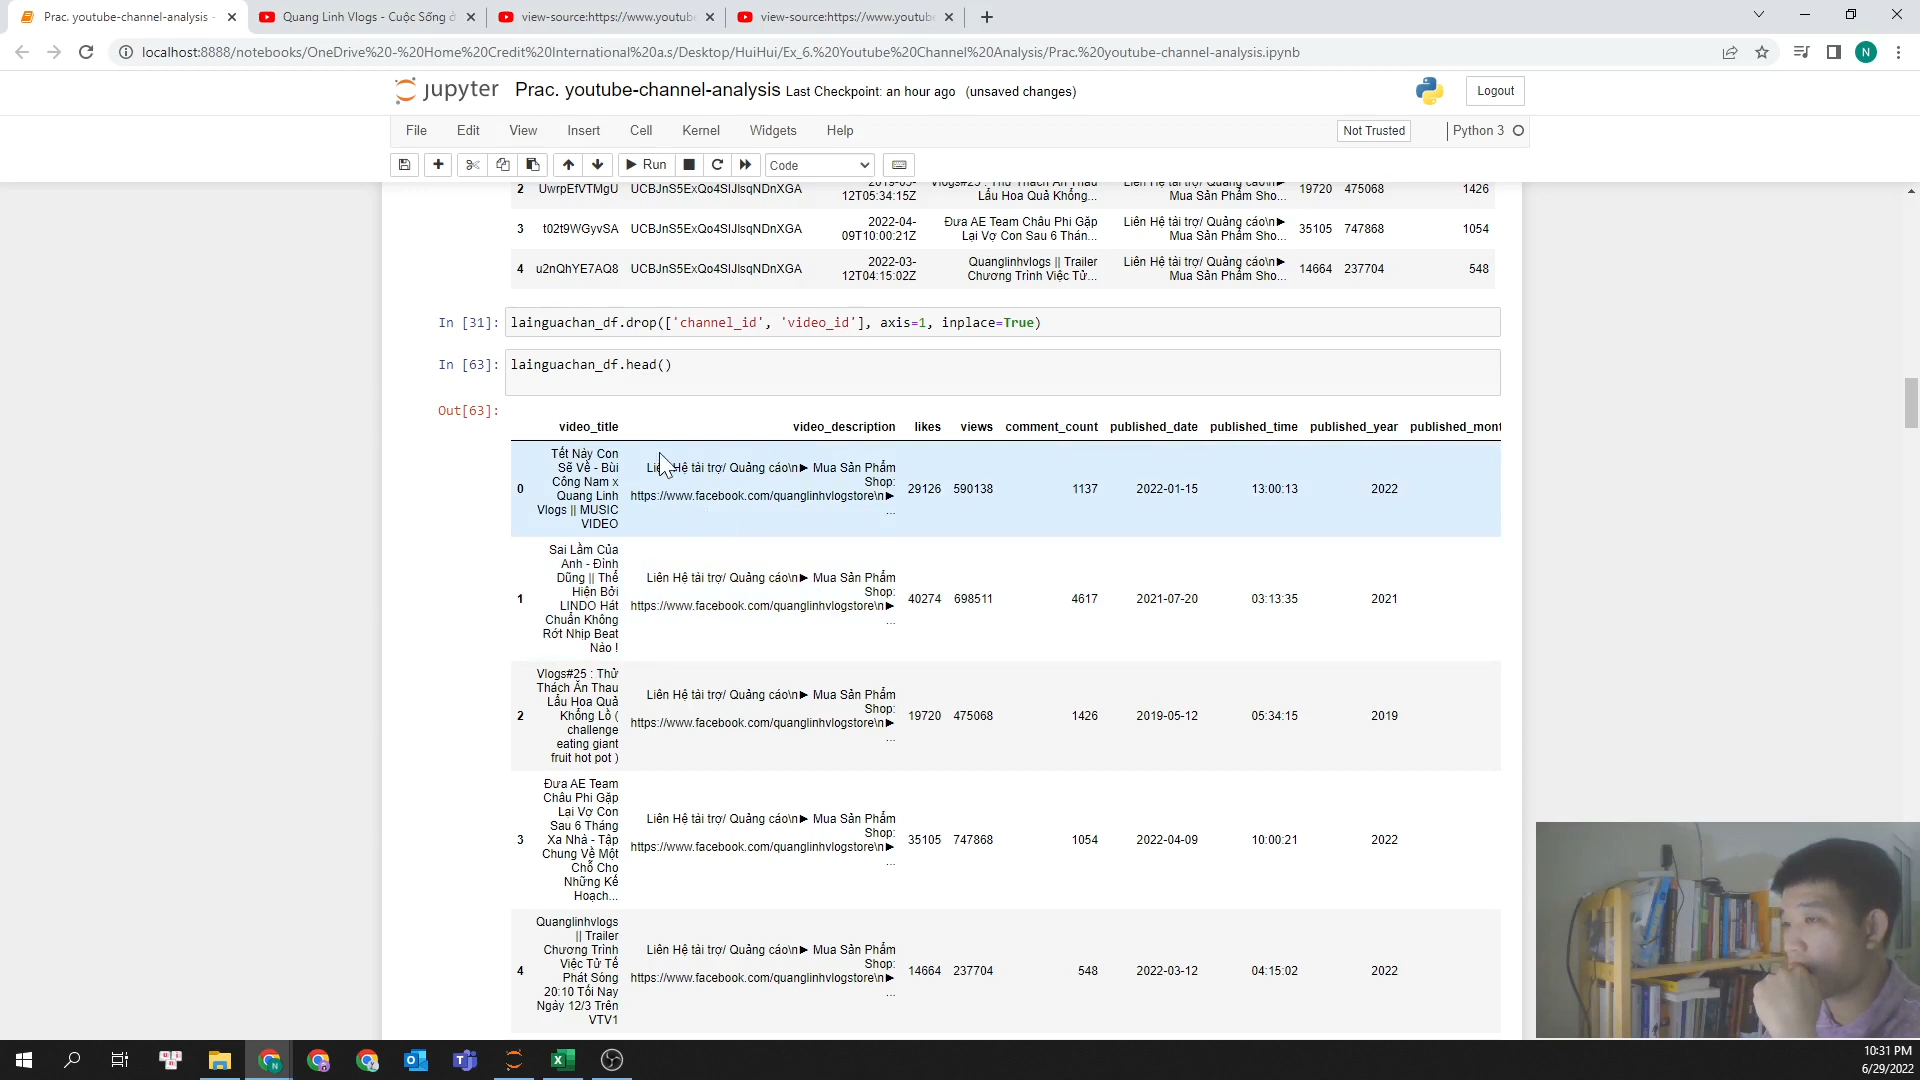 Prac. youtube-channel-analysis -
Quang Linh Vlogs - Cuộc Sống ở
view-source:https://www.youtube
view-source:https://www.youtube
localhost:8888/notebooks/OneDrive%20-%20Home%20Credit%20International%20a.s/Desktop/HuiHui/Ex_6.%20Youtube%20Channel%20Analysis/Prac.%20youtube-channel-analysis.ipynb
N
jupyter Prac. youtube-channel-analysis Last Checkpoint: an hour ago (unsaved changes)
Logout
File Edit View Insert Cell Kernel Widgets Help
Not Trusted Python 3
Run Code
2 UwrpEfVTMgU UCBJnS5ExQo4SIJlsqNDnXGA 2019-05- Vlogs#25 : Thử Thách Ăn Thau Liên Hệ tài trợ/ Quảng cáo\n► 19720 475068 1426
12T05:34:15Z Lẩu Hoa Quả Khổng... Mua Sản Phẩm Sho...
3 t02t9WGyvSA UCBJnS5ExQo4SIJlsqNDnXGA 2022-04- Đưa AE Team Châu Phi Gặp Liên Hệ tài trợ/ Quảng cáo\n► 35105 747868 1054
09T10:00:21Z Lại Vợ Con Sau 6 Thán... Mua Sản Phẩm Sho...
4 u2nQhYE7AQ8 UCBJnS5ExQo4SIJlsqNDnXGA 2022-03- Quanglinhvlogs || Trailer Liên Hệ tài trợ/ Quảng cáo\n► 14664 237704 548
12T04:15:02Z Chương Trình Việc Tử... Mua Sản Phẩm Sho...
In [31]: lainguachan_df.drop(['channel_id', 'video_id'], axis=1, inplace=True)
In [63]: lainguachan_df.head()
Out[63]:
video_title video_description likes views comment_count published_date published_time published_year published_mont
Tết Này Con
Sẽ Về - Bùi Liên Hệ tài trợ/ Quảng cáo\n► Mua Sản Phẩm
Công Nam x Shop:
0 29126 590138 1137 2022-01-15 13:00:13 2022
Quang Linh https://www.facebook.com/quanglinhvlogstore\n►
Vlogs || MUSIC ...
VIDEO
Sai Lầm Của
Anh - Đình
Dũng || Thể Liên Hệ tài trợ/ Quảng cáo\n► Mua Sản Phẩm
Hiện Bởi Shop:
1 LINDO Hát https://www.facebook.com/quanglinhvlogstore\n► 40274 698511 4617 2021-07-20 03:13:35 2021
Chuẩn Không ...
Rớt Nhịp Beat
Nào !
Vlogs#25 : Thử
Thách Ăn Thau Liên Hệ tài trợ/ Quảng cáo\n► Mua Sản Phẩm
Lẩu Hoa Quả Shop:
2 Khổng Lồ ( https://www.facebook.com/quanglinhvlogstore\n► 19720 475068 1426 2019-05-12 05:34:15 2019
challenge ...
eating giant
fruit hot pot )
Đưa AE Team
Châu Phi Gặp
Lại Vợ Con Liên Hệ tài trợ/ Quảng cáo\n► Mua Sản Phẩm
Sau 6 Tháng Shop:
3 Xa Nhà - Tập https://www.facebook.com/quanglinhvlogstore\n► 35105 747868 1054 2022-04-09 10:00:21 2022
Chung Về Một ...
Chỗ Cho
Những Kế
Hoạch...
Quanglinhvlogs
|| Trailer
Chương Trình Liên Hệ tài trợ/ Quảng cáo\n► Mua Sản Phẩm
Việc Tử Tế Shop:
4 Phát Sóng https://www.facebook.com/quanglinhvlogstore\n► 14664 237704 548 2022-03-12 04:15:02 2022
20:10 Tối Nay ...
Ngày 12/3 Trên
VTV1
10:31 PM
6/29/2022